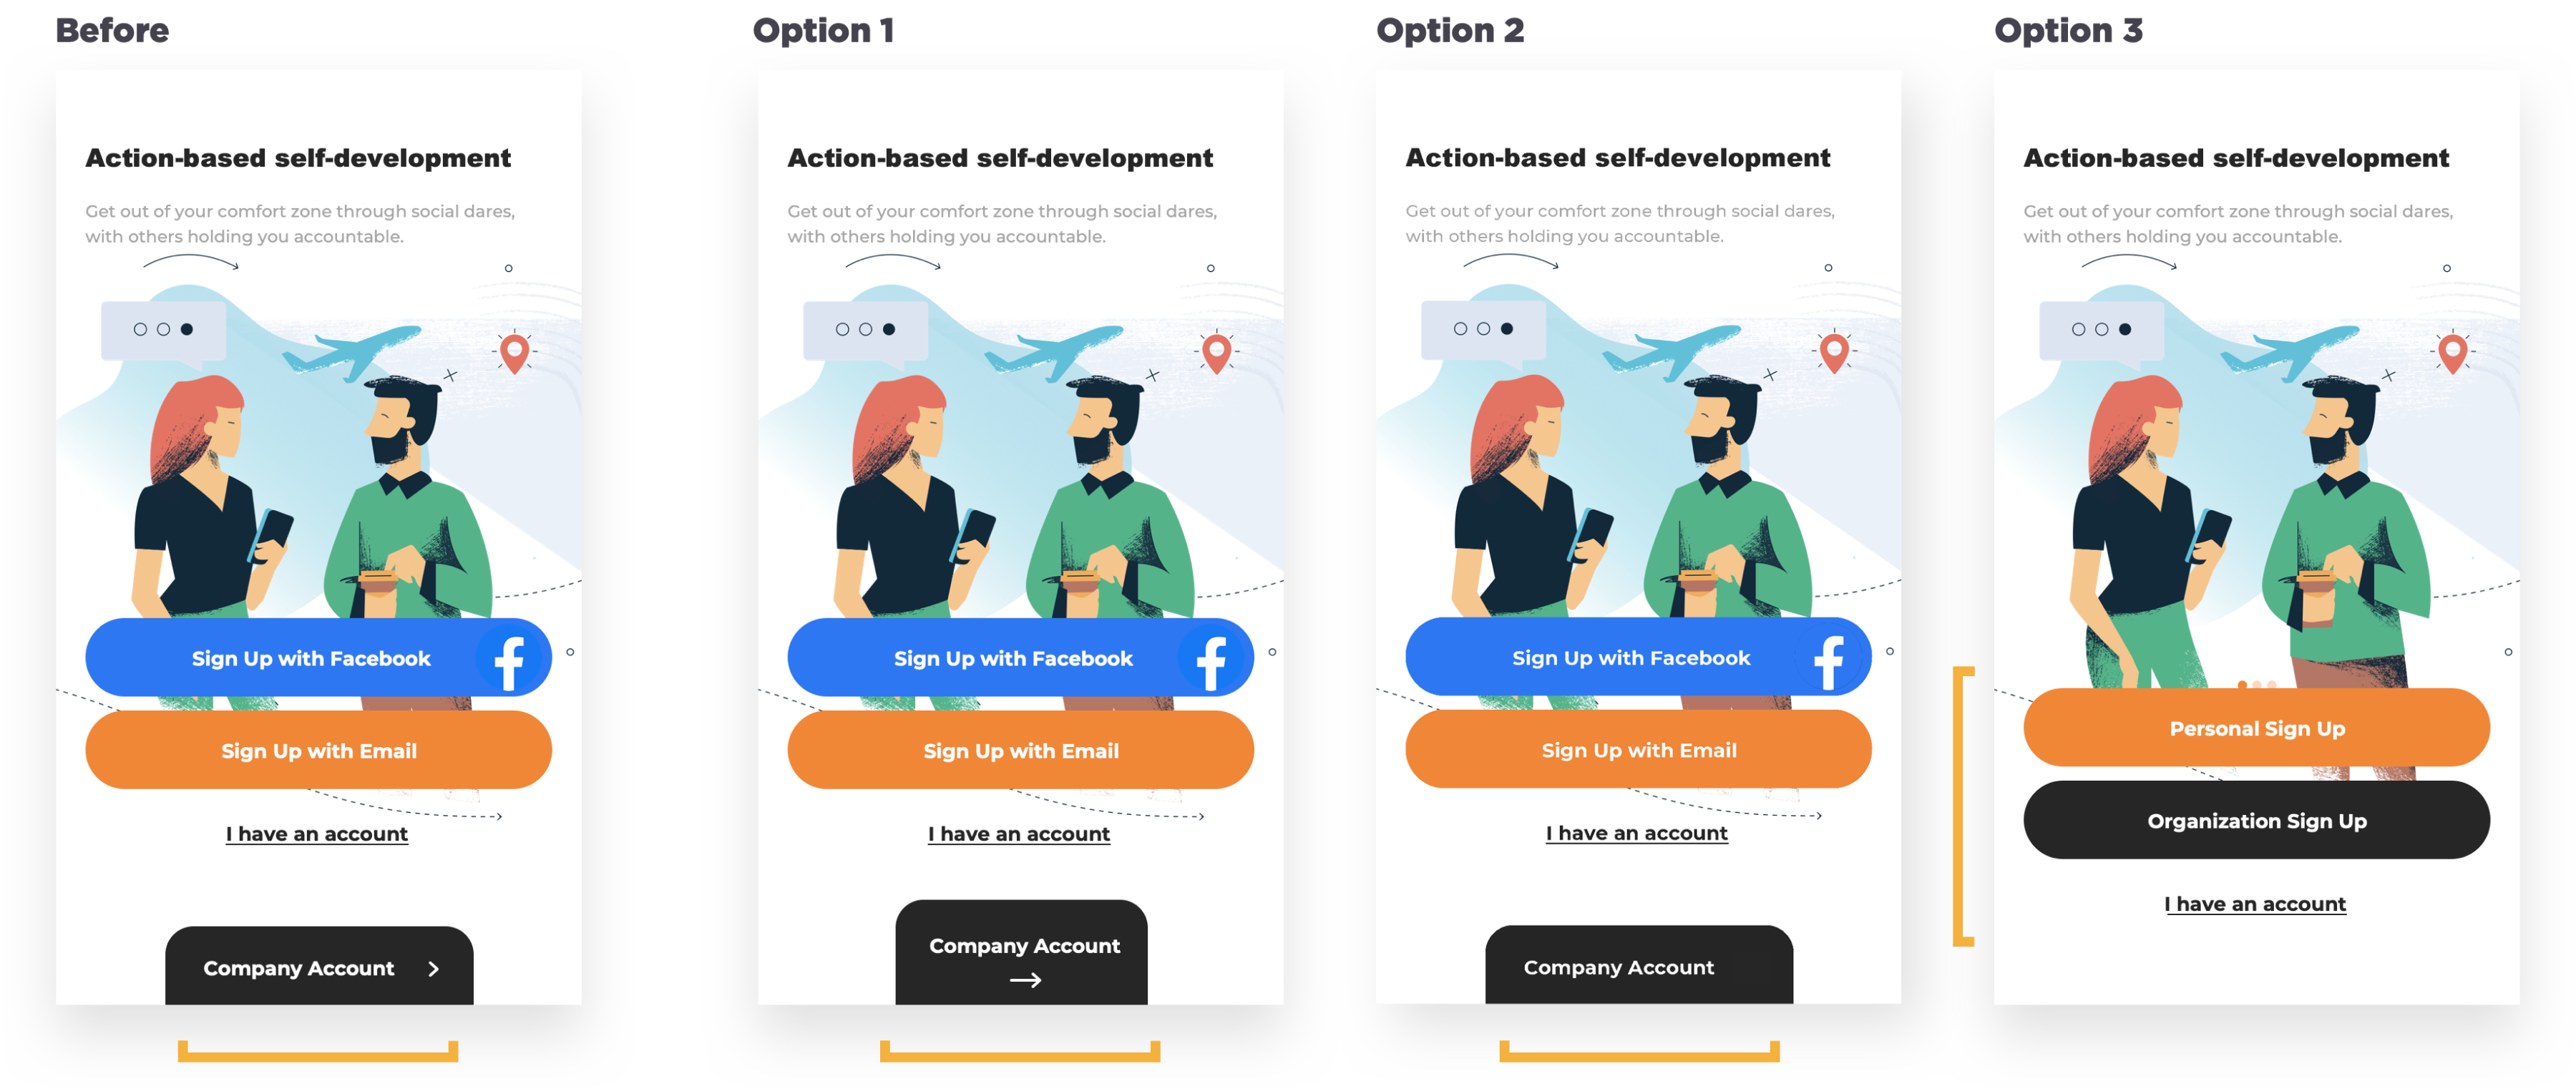 Before
Action-based self-development
Get out of your comfort zone through social dares,
with others holding you accountable.
Sign Up with Facebook
Sign Up with Email
I have an account
Company Account
Option 1
Action-based self-development
Get out of your comfort zone through social dares,
with others holding you accountable.
Sign Up with Facebook
Sign Up with Email
I have an account
Company Account
Option 2
Action-based self-development
Get out of your comfort zone through social dares,
with others holding you accountable.
Sign Up with Facebook
Sign Up with Email
I have an account
Company Account
Option 3
Action-based self-development
Get out of your comfort zone through social dares,
with others holding you accountable.
Personal Sign Up
Organization Sign Up
I have an account